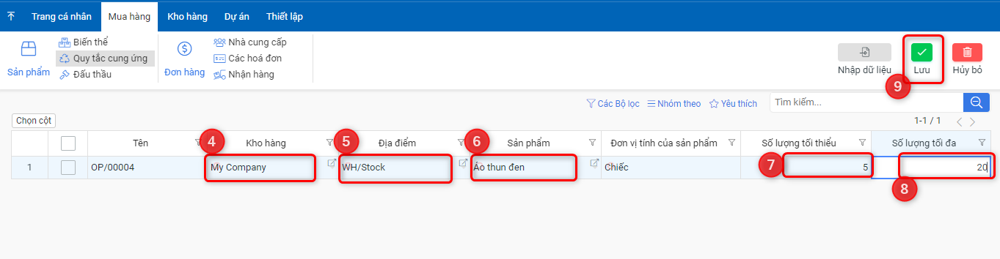 Trang cá nhân Mua hàng Kho hàng Dự án Thiết lập
Sản phẩm
Biến thể
Quy tắc cung ứng
Đấu thầu
Đơn hàng
Nhà cung cấp
Các hoá đơn
Nhận hàng
Nhập dữ liệu
Lưu
Hủy bỏ
9
Các Bộ lọc Nhóm theo Yêu thích Tìm kiếm...
Chọn cột
1-1 / 1
Tên Kho hàng Địa điểm Sản phẩm Đơn vị tính của sản phẩm Số lượng tối thiểu Số lượng tối đa
4 5 6
1 OP/00004 My Company WH/Stock Áo thun đen Chiếc 5 20
7
8